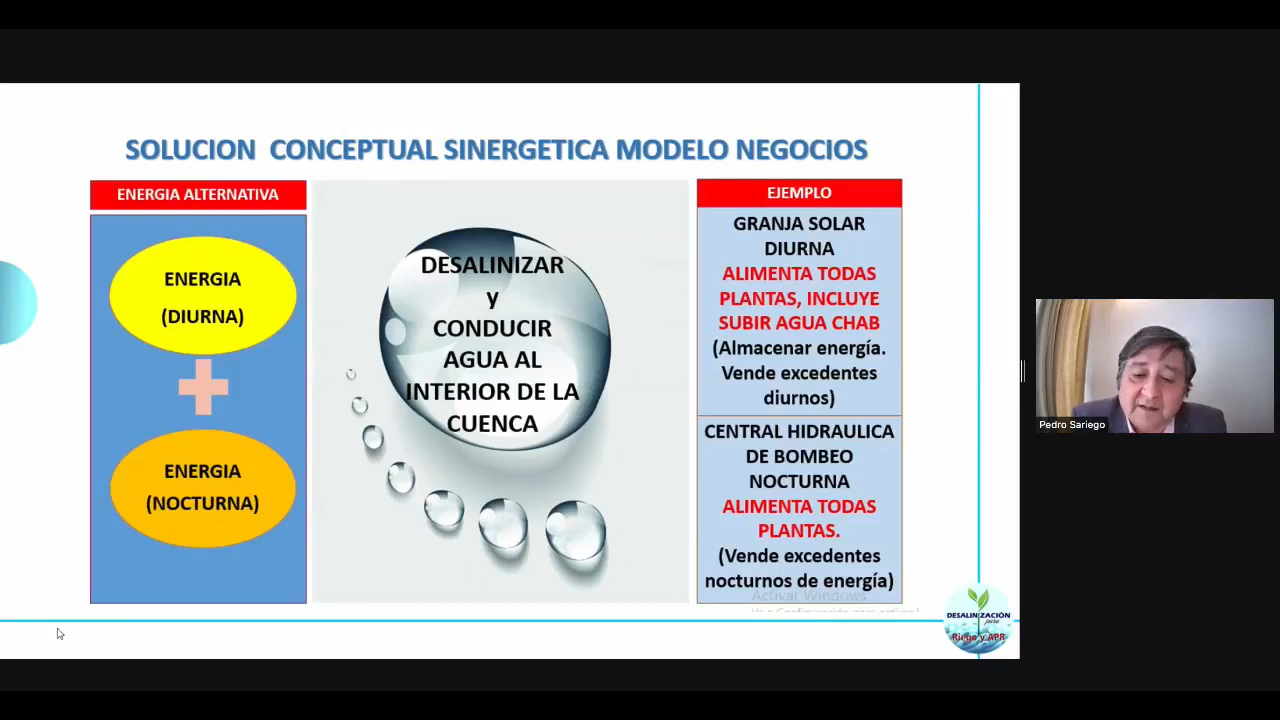 SOLUCION CONCEPTUAL SINERGETICA MODELO NEGOCIOS
ENERGIA ALTERNATIVA
ENERGIA
(DIURNA)
ENERGIA
(NOCTURNA)
DESALINIZAR
y
CONDUCIR
AGUA AL
INTERIOR DE LA
CUENCA
EJEMPLO
GRANJA SOLAR
DIURNA
ALIMENTA TODAS
PLANTAS, INCLUYE
SUBIR AGUA CHAB
(Almacenar energía.
Vende excedentes
diurnos)
CENTRAL HIDRAULICA
DE BOMBEO
NOCTURNA
ALIMENTA TODAS
PLANTAS.
(Vende excedentes
nocturnos de energía)
Activar Windows
DESALINIZACIÓN
para
Riego y APR
Pedro Sariego